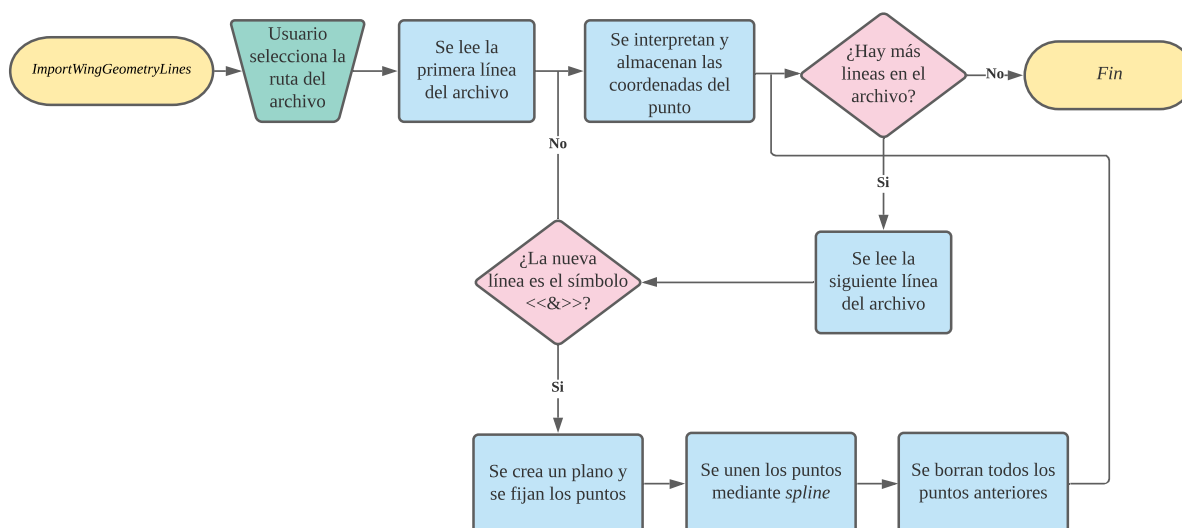 ImportWingGeometryLines
Usuario
selecciona la
ruta del
archivo
Se lee la
primera línea
del archivo
Se interpretan y
almacenan las
coordenadas del
punto
¿Hay más
lineas en el
archivo?
No
Fin
No
Si
¿La nueva
línea es el símbolo
<<&>>?
Se lee la
siguiente línea
del archivo
Si
Se crea un plano y
se fijan los puntos
Se unen los puntos
mediante spline
Se borran todos los
puntos anteriores